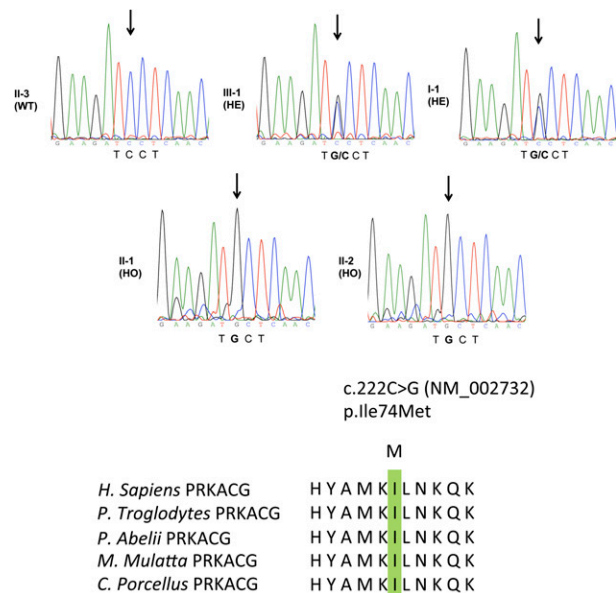 II-3
(WT)
G A A G A T C C T C A A C
T C C T
III-1
(HE)
G A A G A T C C T C A A C
T G/C C T
I-1
(HE)
G A A G A T C C T C A A C
T G/C C T
II-1
(HO)
G A A G A T G C T C A A C
T G C T
II-2
(HO)
G A A G A T G C T C A A C
T G C T
c.222C>G (NM_002732)
p.Ile74Met
M
H. Sapiens PRKACG H Y A M K I L N K Q K
P. Troglodytes PRKACG H Y A M K I L N K Q K
P. Abelii PRKACG H Y A M K I L N K Q K
M. Mulatta PRKACG H Y A M K I L N K Q K
C. Porcellus PRKACG H Y A M K I L N K Q K